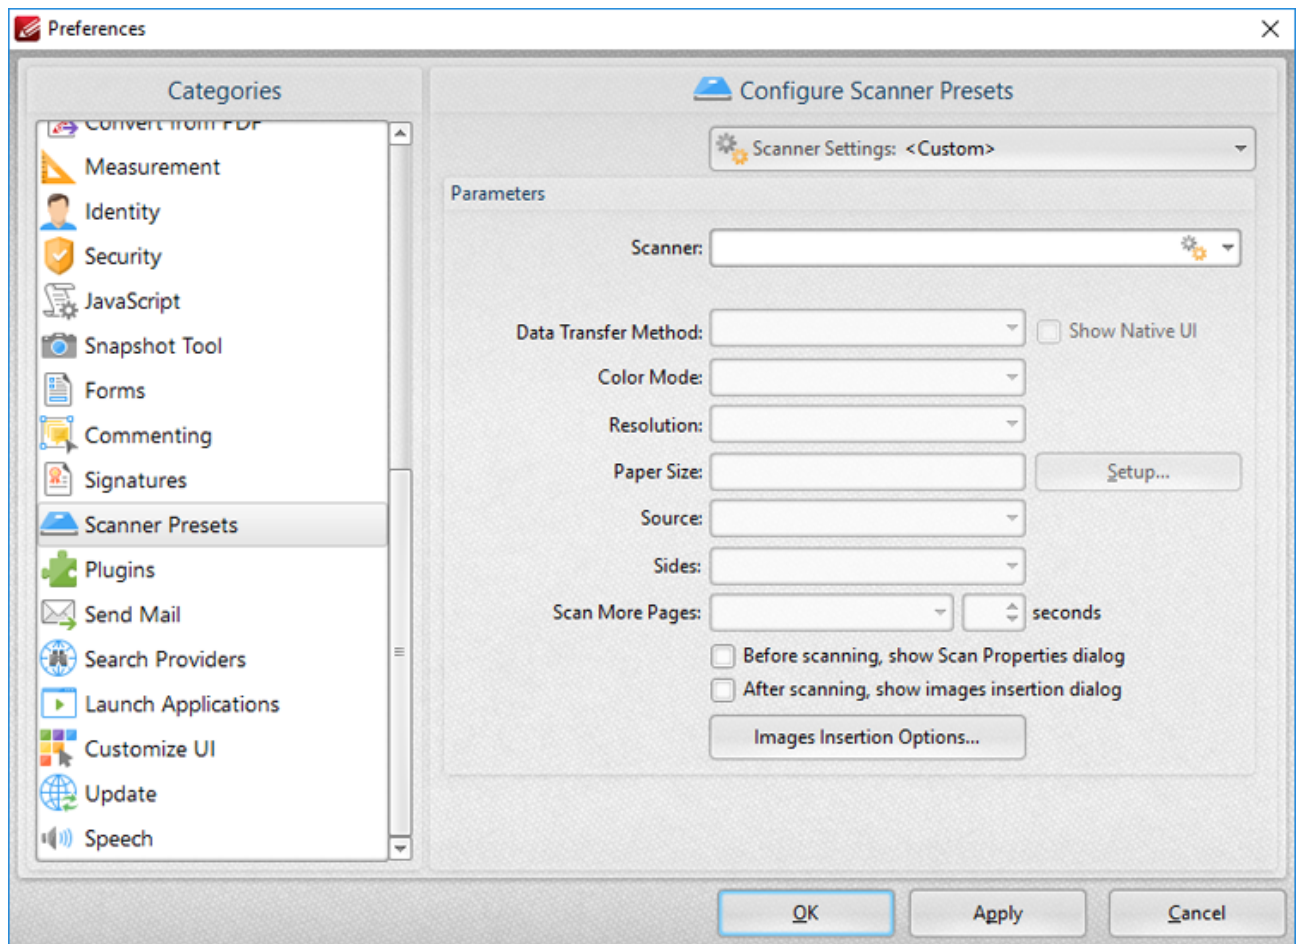 Preferences
Categories
Convert from PDF
Measurement
Identity
Security
JavaScript
Snapshot Tool
Forms
Commenting
Signatures
Scanner Presets
Plugins
Send Mail
Search Providers
Launch Applications
Customize UI
Update
Speech
Configure Scanner Presets
Scanner Settings: <Custom>
Parameters
Scanner:
Data Transfer Method: Show Native UI
Color Mode:
Resolution:
Paper Size: Setup...
Source:
Sides:
Scan More Pages: seconds
Before scanning, show Scan Properties dialog
After scanning, show images insertion dialog
Images Insertion Options...
OK Apply Cancel